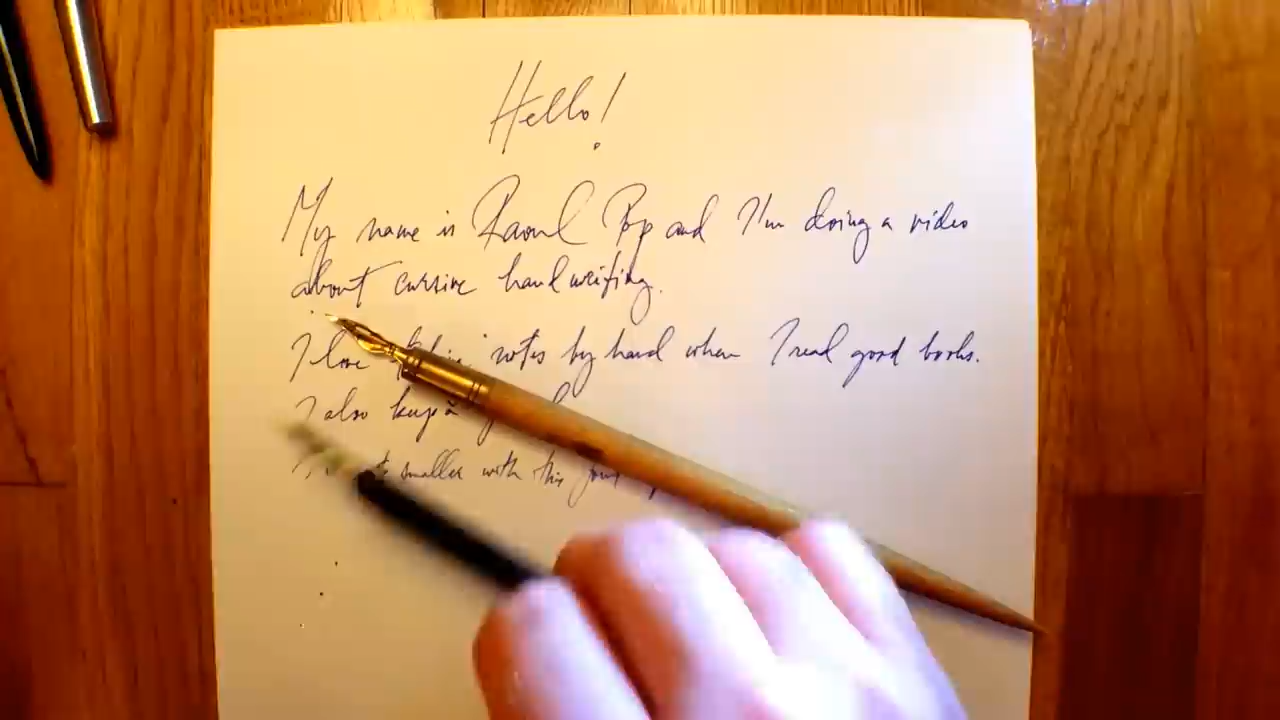 Hello!
My name is Raoul Pop and I'm doing a video
about cursive handwriting.
I love notes by hand when I read good books.
I also keep a
smaller with this